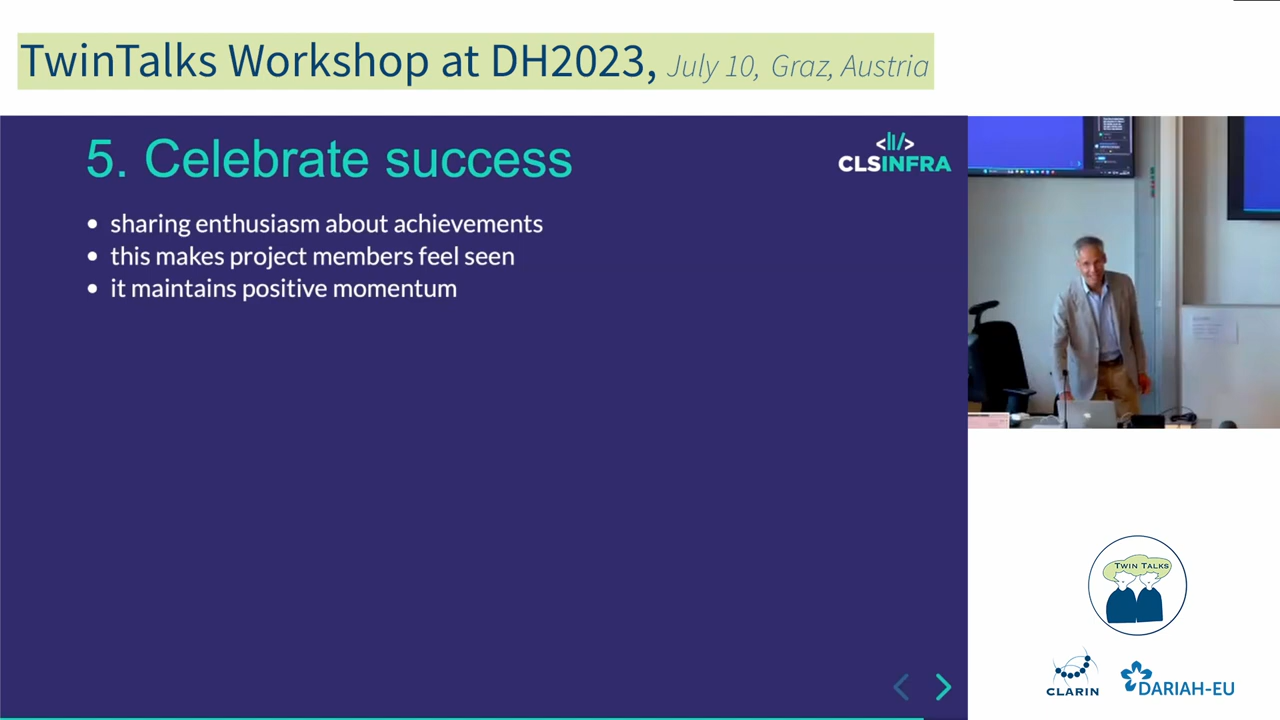 TwinTalks Workshop at DH2023, July 10, Graz, Austria
5. Celebrate success
CLSINFRA
• sharing enthusiasm about achievements
• this makes project members feel seen
• it maintains positive momentum
TWIN TALKS
CLARIN
DARIAH-EU